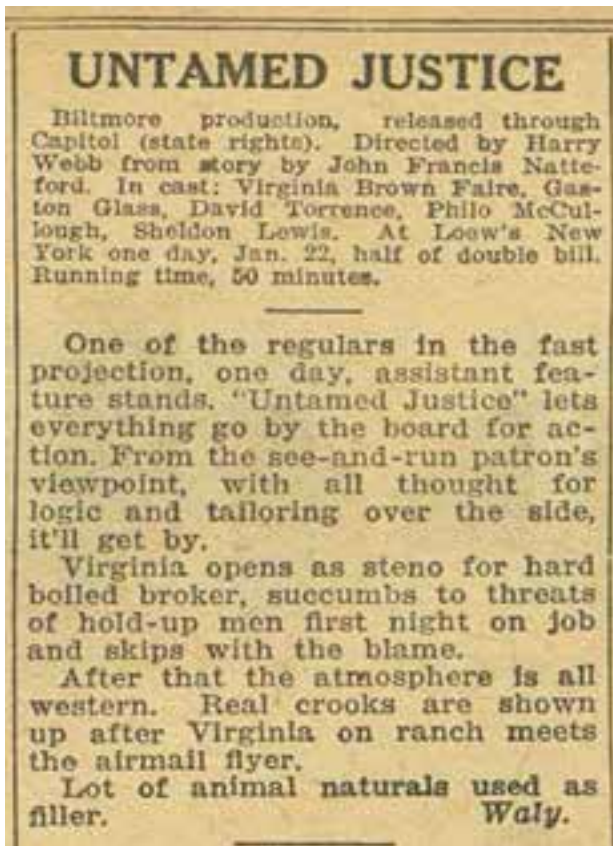 UNTAMED JUSTICE
Biltmore production, released through
Capitol (state rights). Directed by Harry
Webb from story by John Francis Natte-
ford. In cast: Virginia Brown Faire, Gas-
ton Glass, David Torrence, Philo McCul-
lough, Sheldon Lewis. At Loew's New
York one day, Jan. 22, half of double bill.
Running time, 50 minutes.
One of the regulars in the fast
projection, one day, assistant fea-
ture stands. "Untamed Justice" lets
everything go by the board for ac-
tion. From the see-and-run patron's
viewpoint, with all thought for
logic and tailoring over the side,
it'll get by.
Virginia opens as steno for hard
boiled broker, succumbs to threats
of hold-up men first night on job
and skips with the blame.
After that the atmosphere is all
western. Real crooks are shown
up after Virginia on ranch meets
the airmail flyer.
Lot of animal naturals used as
filler. Waly.